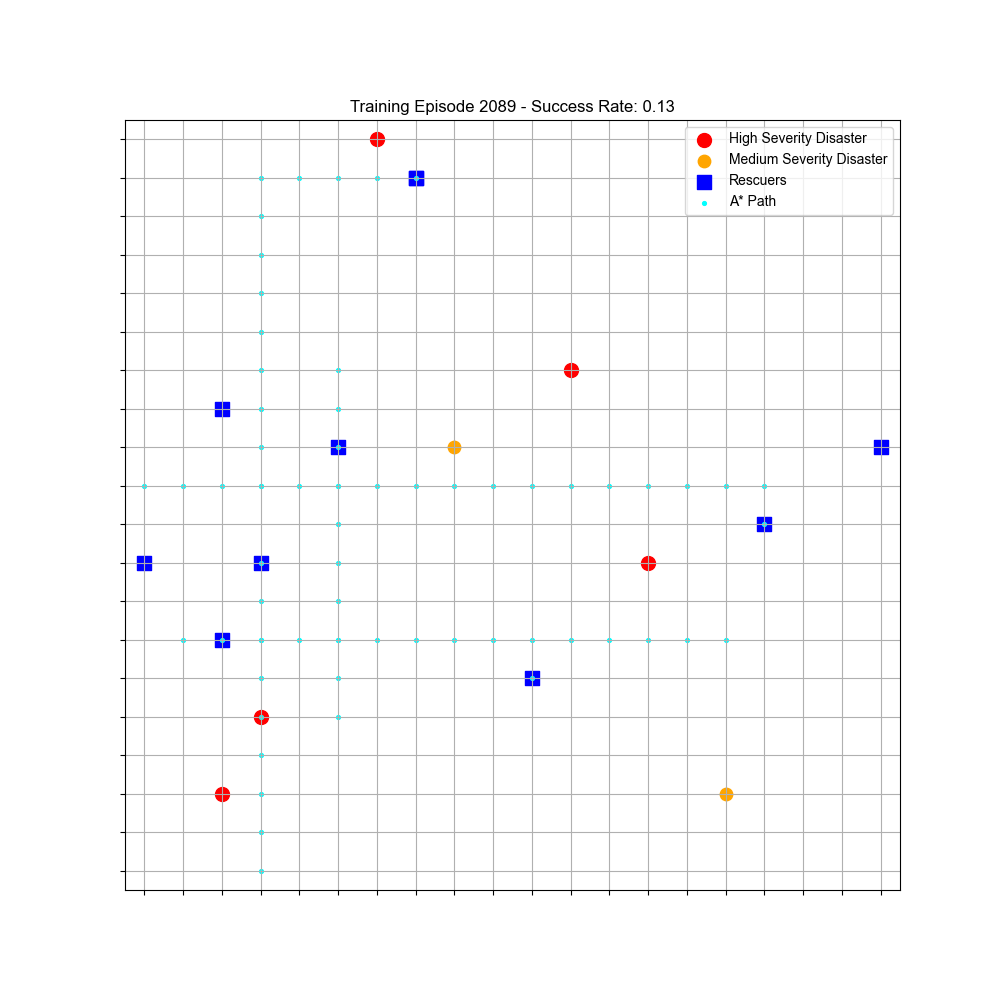 Training Episode 2089 - Success Rate: 0.13
High Severity Disaster
Medium Severity Disaster
Rescuers
A* Path